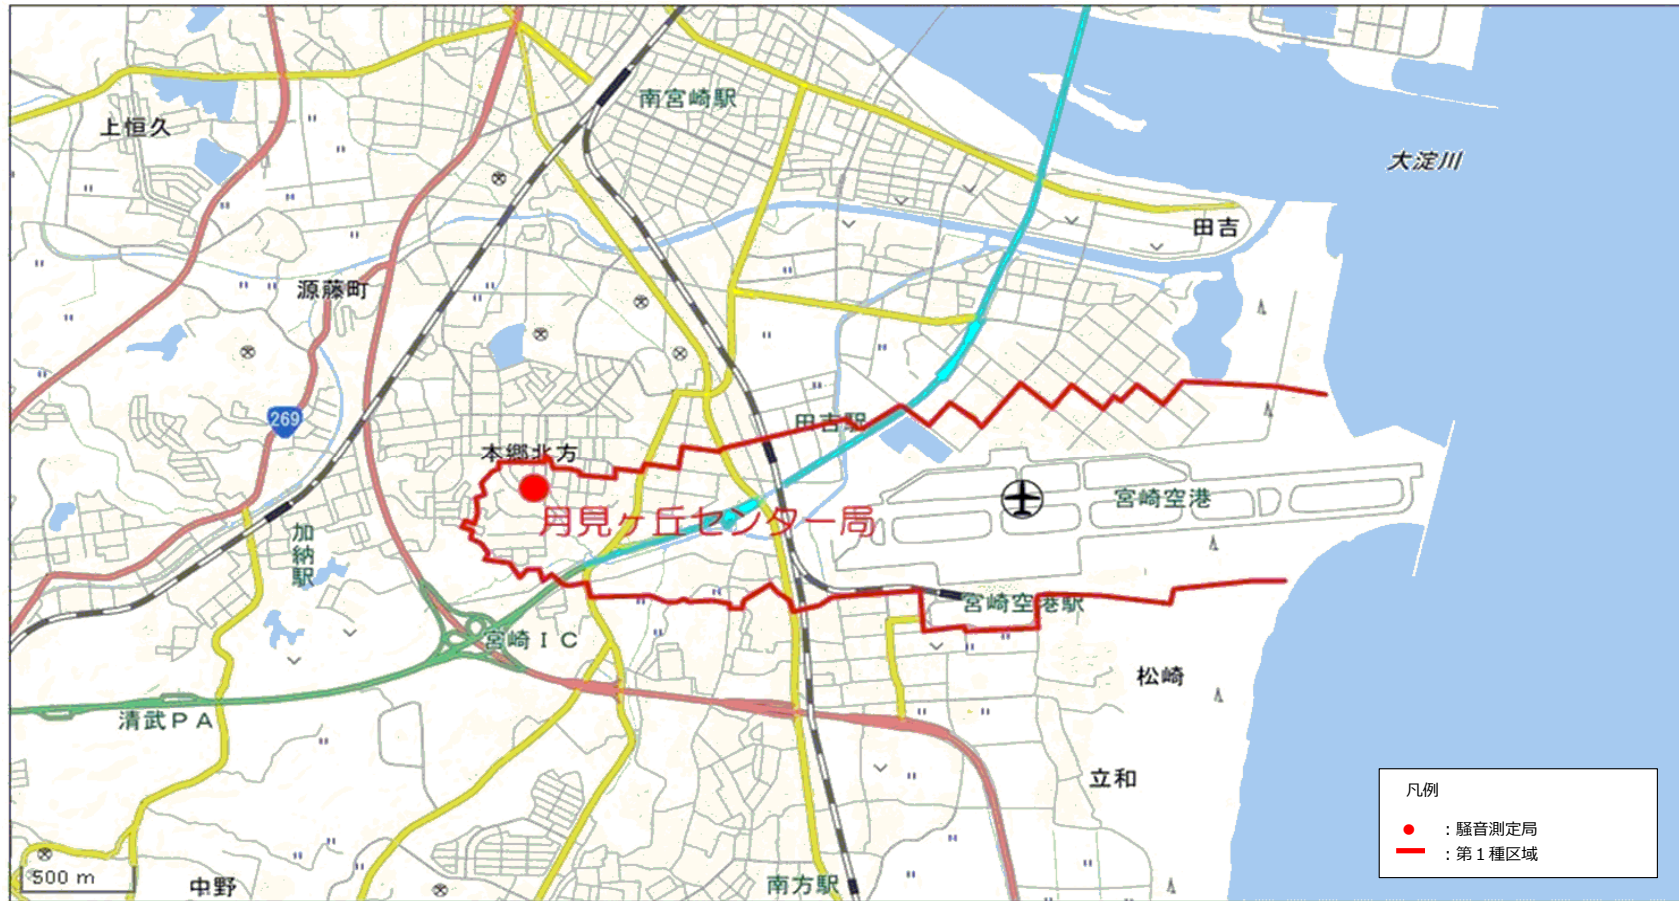 南宮崎駅
上恒久
大淀川
田吉
源藤町
269
田吉駅
本郷北方
宮崎空港
月見ヶ丘センター局
加納駅
宮崎空港駅
宮崎IC
松崎
清武PA
立和
凡例
：騒音測定局
：第1種区域
500 m
中野
南方駅